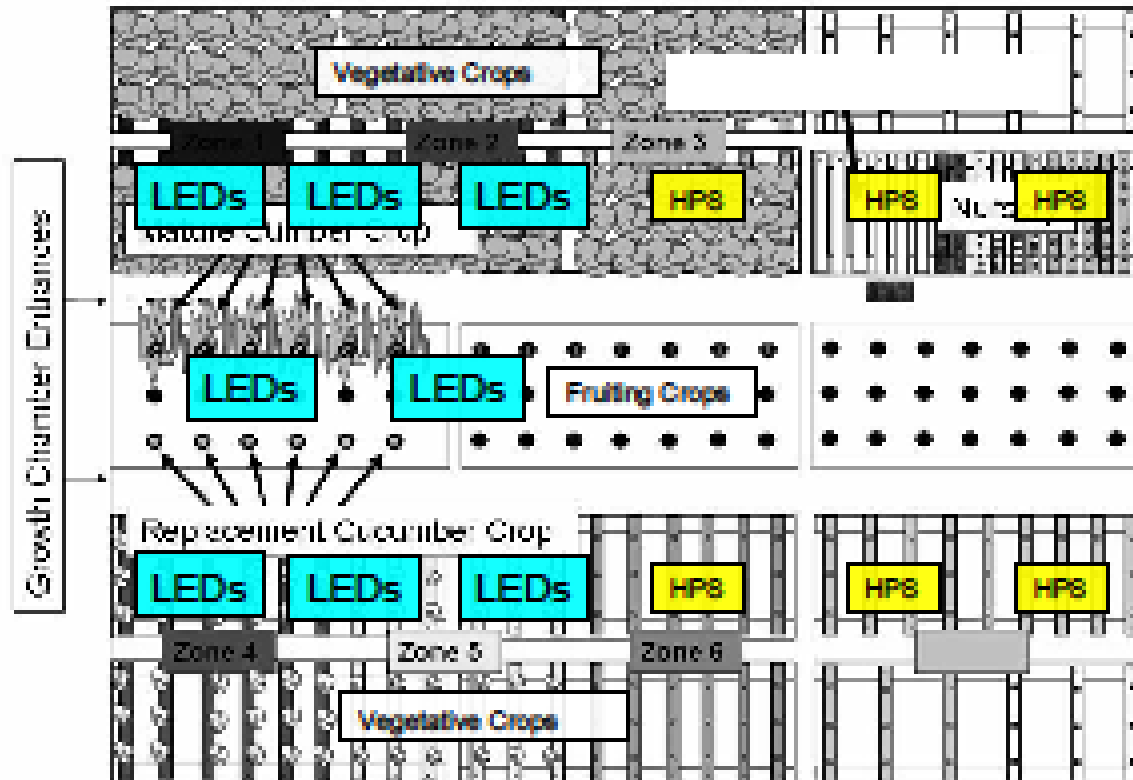 Vegetative Crops
Zone 1
Zone 2
Zone 3
LEDs
LEDs
LEDs
HPS
HPS
HPS
Crop
Growth Chamber Entrances
LEDs
LEDs
Fruiting Crops
Replacement Cucumber Crop
LEDs
LEDs
LEDs
HPS
HPS
HPS
Zone 4
Zone 5
Zone 6
Vegetative Crops